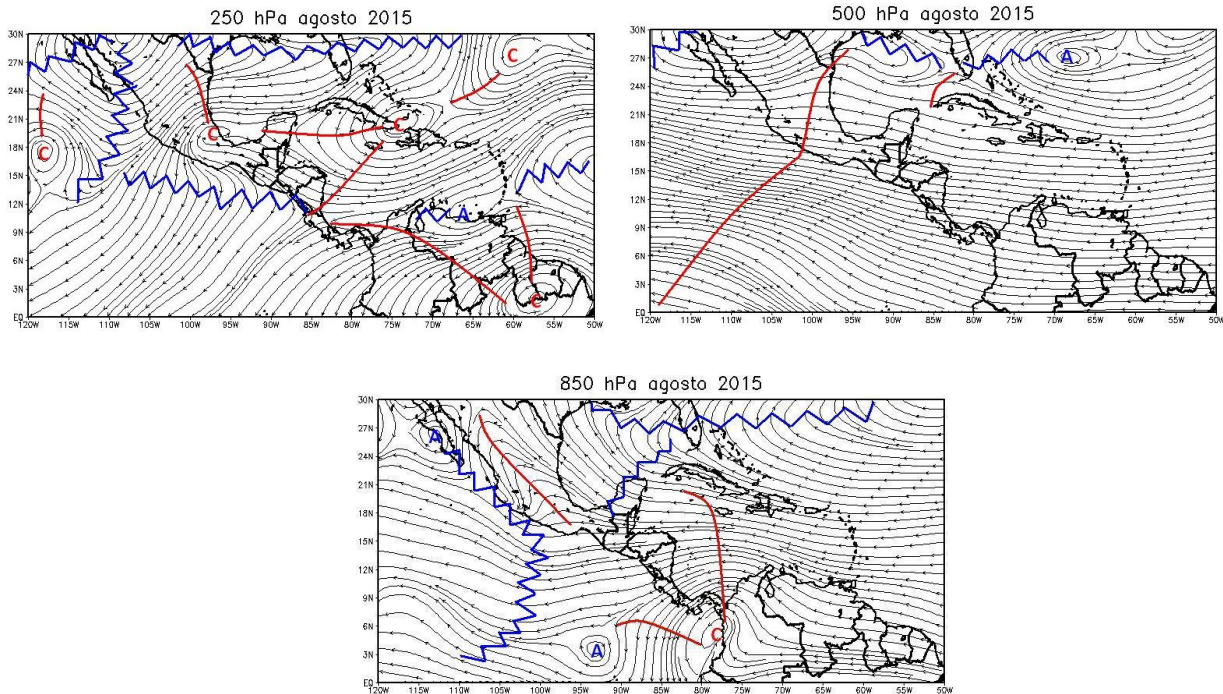 250 hPa agosto 2015
30N
C
27N
24N
21N
C
C
18N
C
15N
12N
A
9N
6N
3N
C
EQ
120W 115W 110W 105W 100W 95W 90W 85W 80W 75W 70W 65W 60W 55W 50W
500 hPa agosto 2015
30N
27N A
24N
21N
18N
15N
12N
9N
6N
3N
EQ
120W 115W 110W 105W 100W 95W 90W 85W 80W 75W 70W 65W 60W 55W 50W
850 hPa agosto 2015
30N
27N
A
24N
21N
18N
15N
12N
9N
6N
C
3N A
EQ
120W 115W 110W 105W 100W 95W 90W 85W 80W 75W 70W 65W 60W 55W 50W